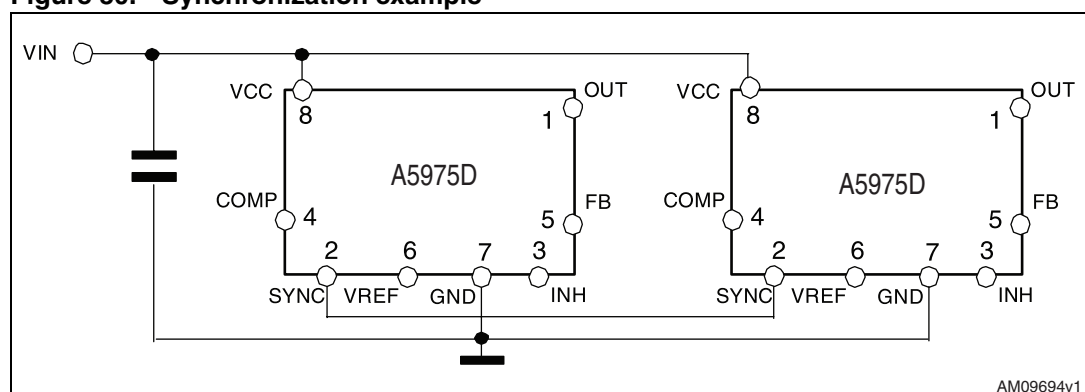 Figure Synchronization example
VIN
VCC
8
OUT
1
A5975D
COMP
4
FB
5
2
6
7
3
SYNC
VREF
GND
INH
VCC
8
OUT
1
A5975D
COMP
4
FB
5
2
6
7
3
SYNC
VREF
GND
INH
AM09694v1